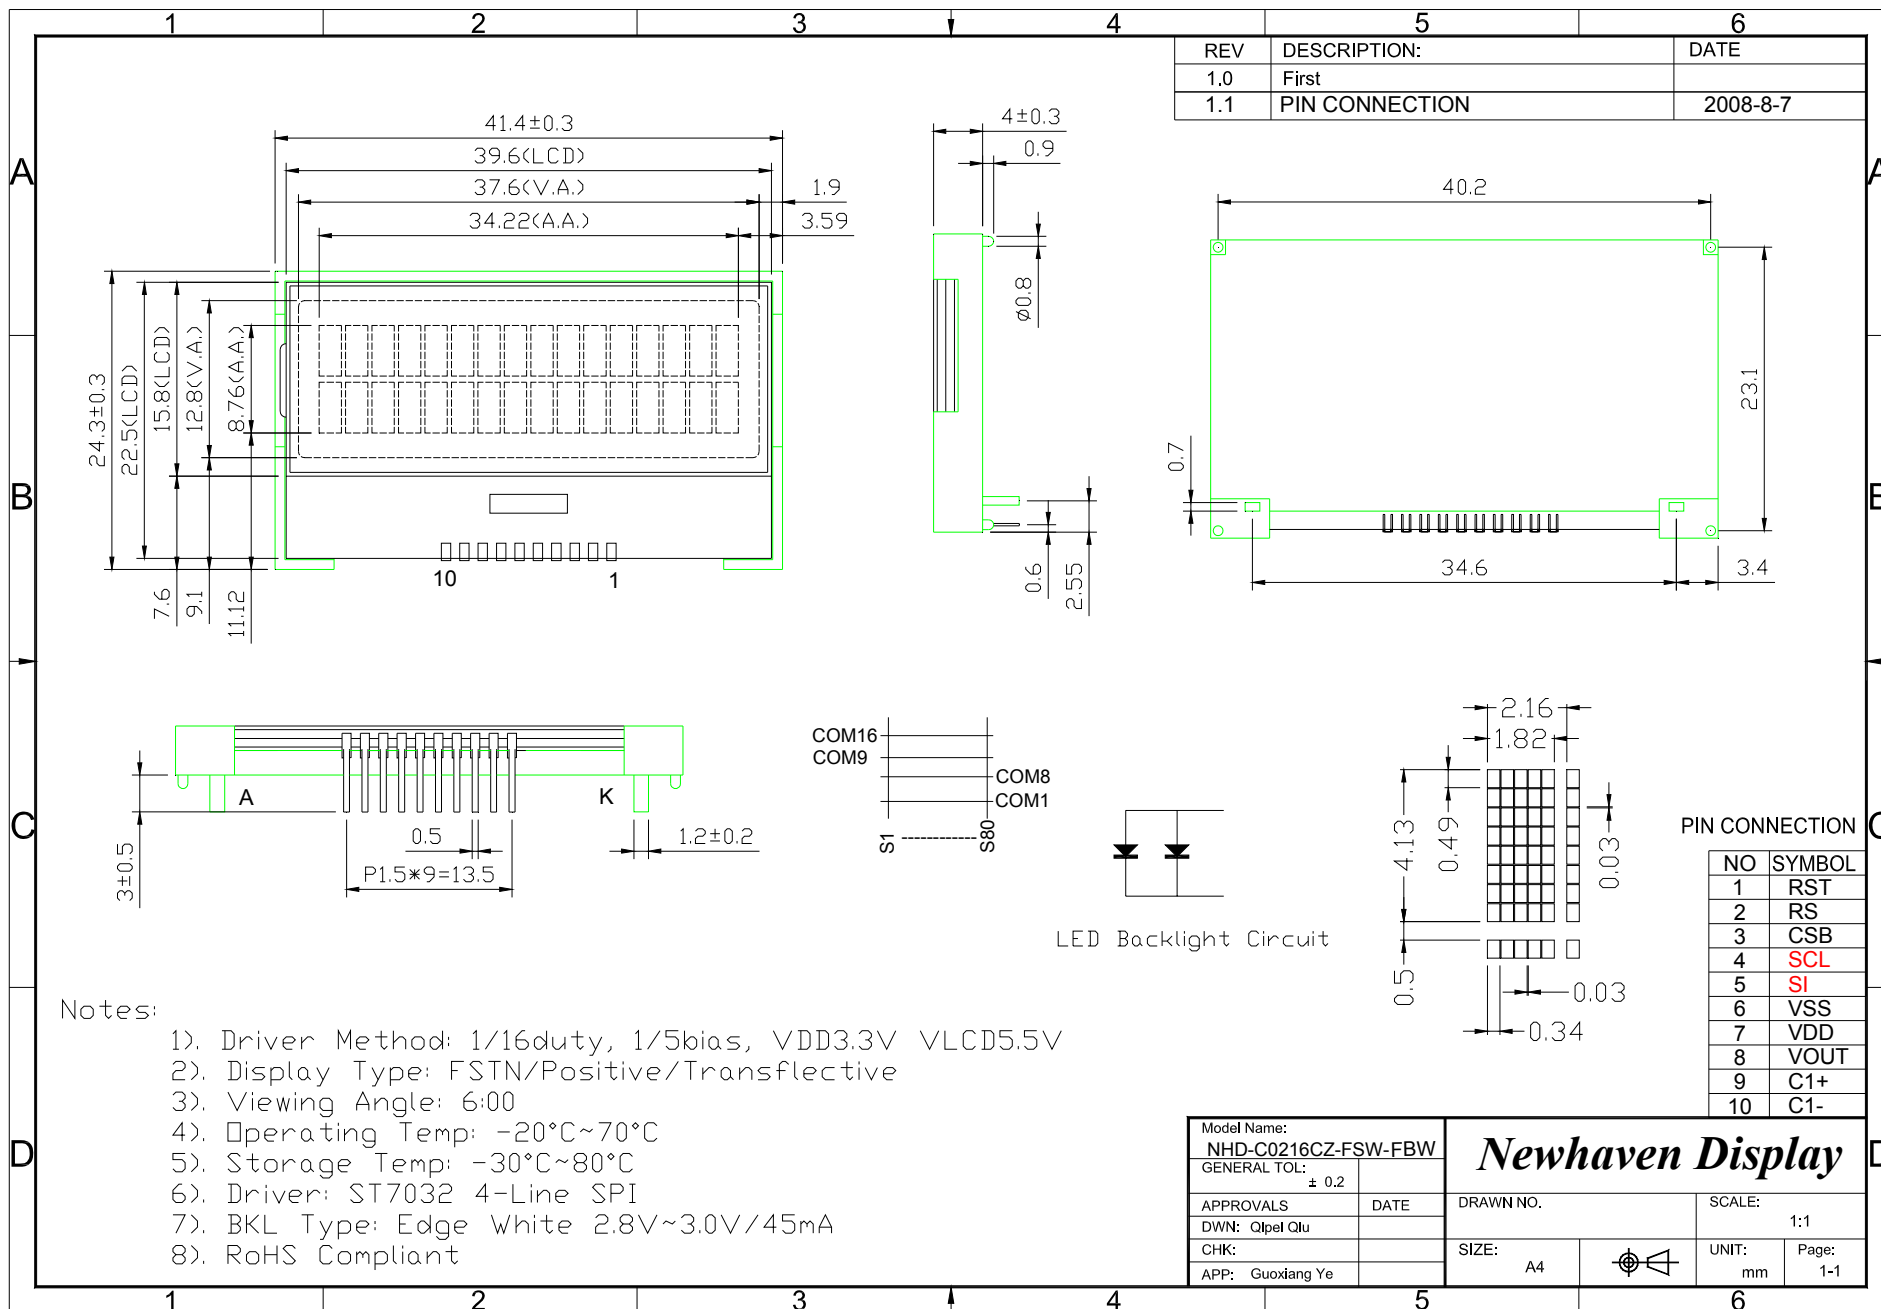 1 2 3 4 5 6
A
B
C
D
A
REV DESCRIPTION: DATE
1.0 First
1.1 PIN CONNECTION 2008-8-7
41.4±0.3
39.6(LCD)
37.6(V.A.) 1.9
34.22(A.A.) 3.59
24.3±0.3
22.5(LCD)
15.8(LCD)
12.8(V.A.)
8.76(A.A.)
7.6
9.1
11.12
10 1
4±0.3
0.9
Ø0.8
0.6
2.55
40.2
23.1
0.7
34.6 3.4
A K
3±0.5
0.5
P1.5*9=13.5
1.2±0.2
COM16
COM9
COM8
COM1
S1 ------------- S80
LED Backlight Circuit
2.16
1.82
4.13
0.49
0.03
0.5
0.03
0.34
PIN CONNECTION
NO SYMBOL
1 RST
2 RS
3 CSB
4 SCL
5 SI
6 VSS
7 VDD
8 VOUT
9 C1+
10 C1-
Notes:
1). Driver Method: 1/16duty, 1/5bias, VDD3.3V VLCD5.5V
2). Display Type: FSTN/Positive/Transflective
3). Viewing Angle: 6:00
4). Operating Temp: -20°C~70°C
5). Storage Temp: -30°C~80°C
6). Driver: ST7032 4-Line SPI
7). BKL Type: Edge White 2.8V~3.0V/45mA
8). RoHS Compliant
Model Name:
NHD-C0216CZ-FSW-FBW
GENERAL TOL:
± 0.2
APPROVALS DATE
DWN: Qipei Qiu
CHK:
APP: Guoxiang Ye
Newhaven Display
DRAWN NO.
SCALE:
1:1
SIZE:
A4
UNIT:
mm
Page:
1-1
1 2 3 4 5 6